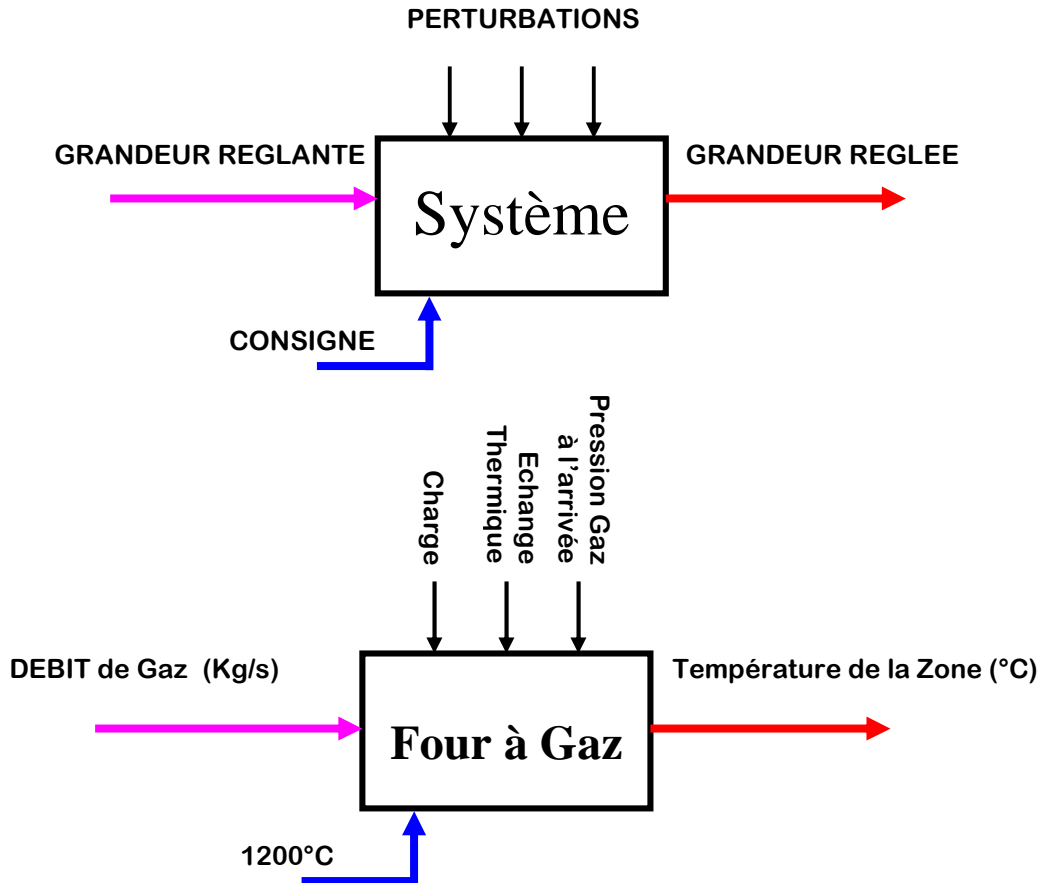 PERTURBATIONS
GRANDEUR REGLANTE
GRANDEUR REGLEE
Système
CONSIGNE
Charge
Echange
Thermique
Pression Gaz
à l'arrivée
DEBIT de Gaz (Kg/s)
Température de la Zone (°C)
Four à Gaz
1200°C